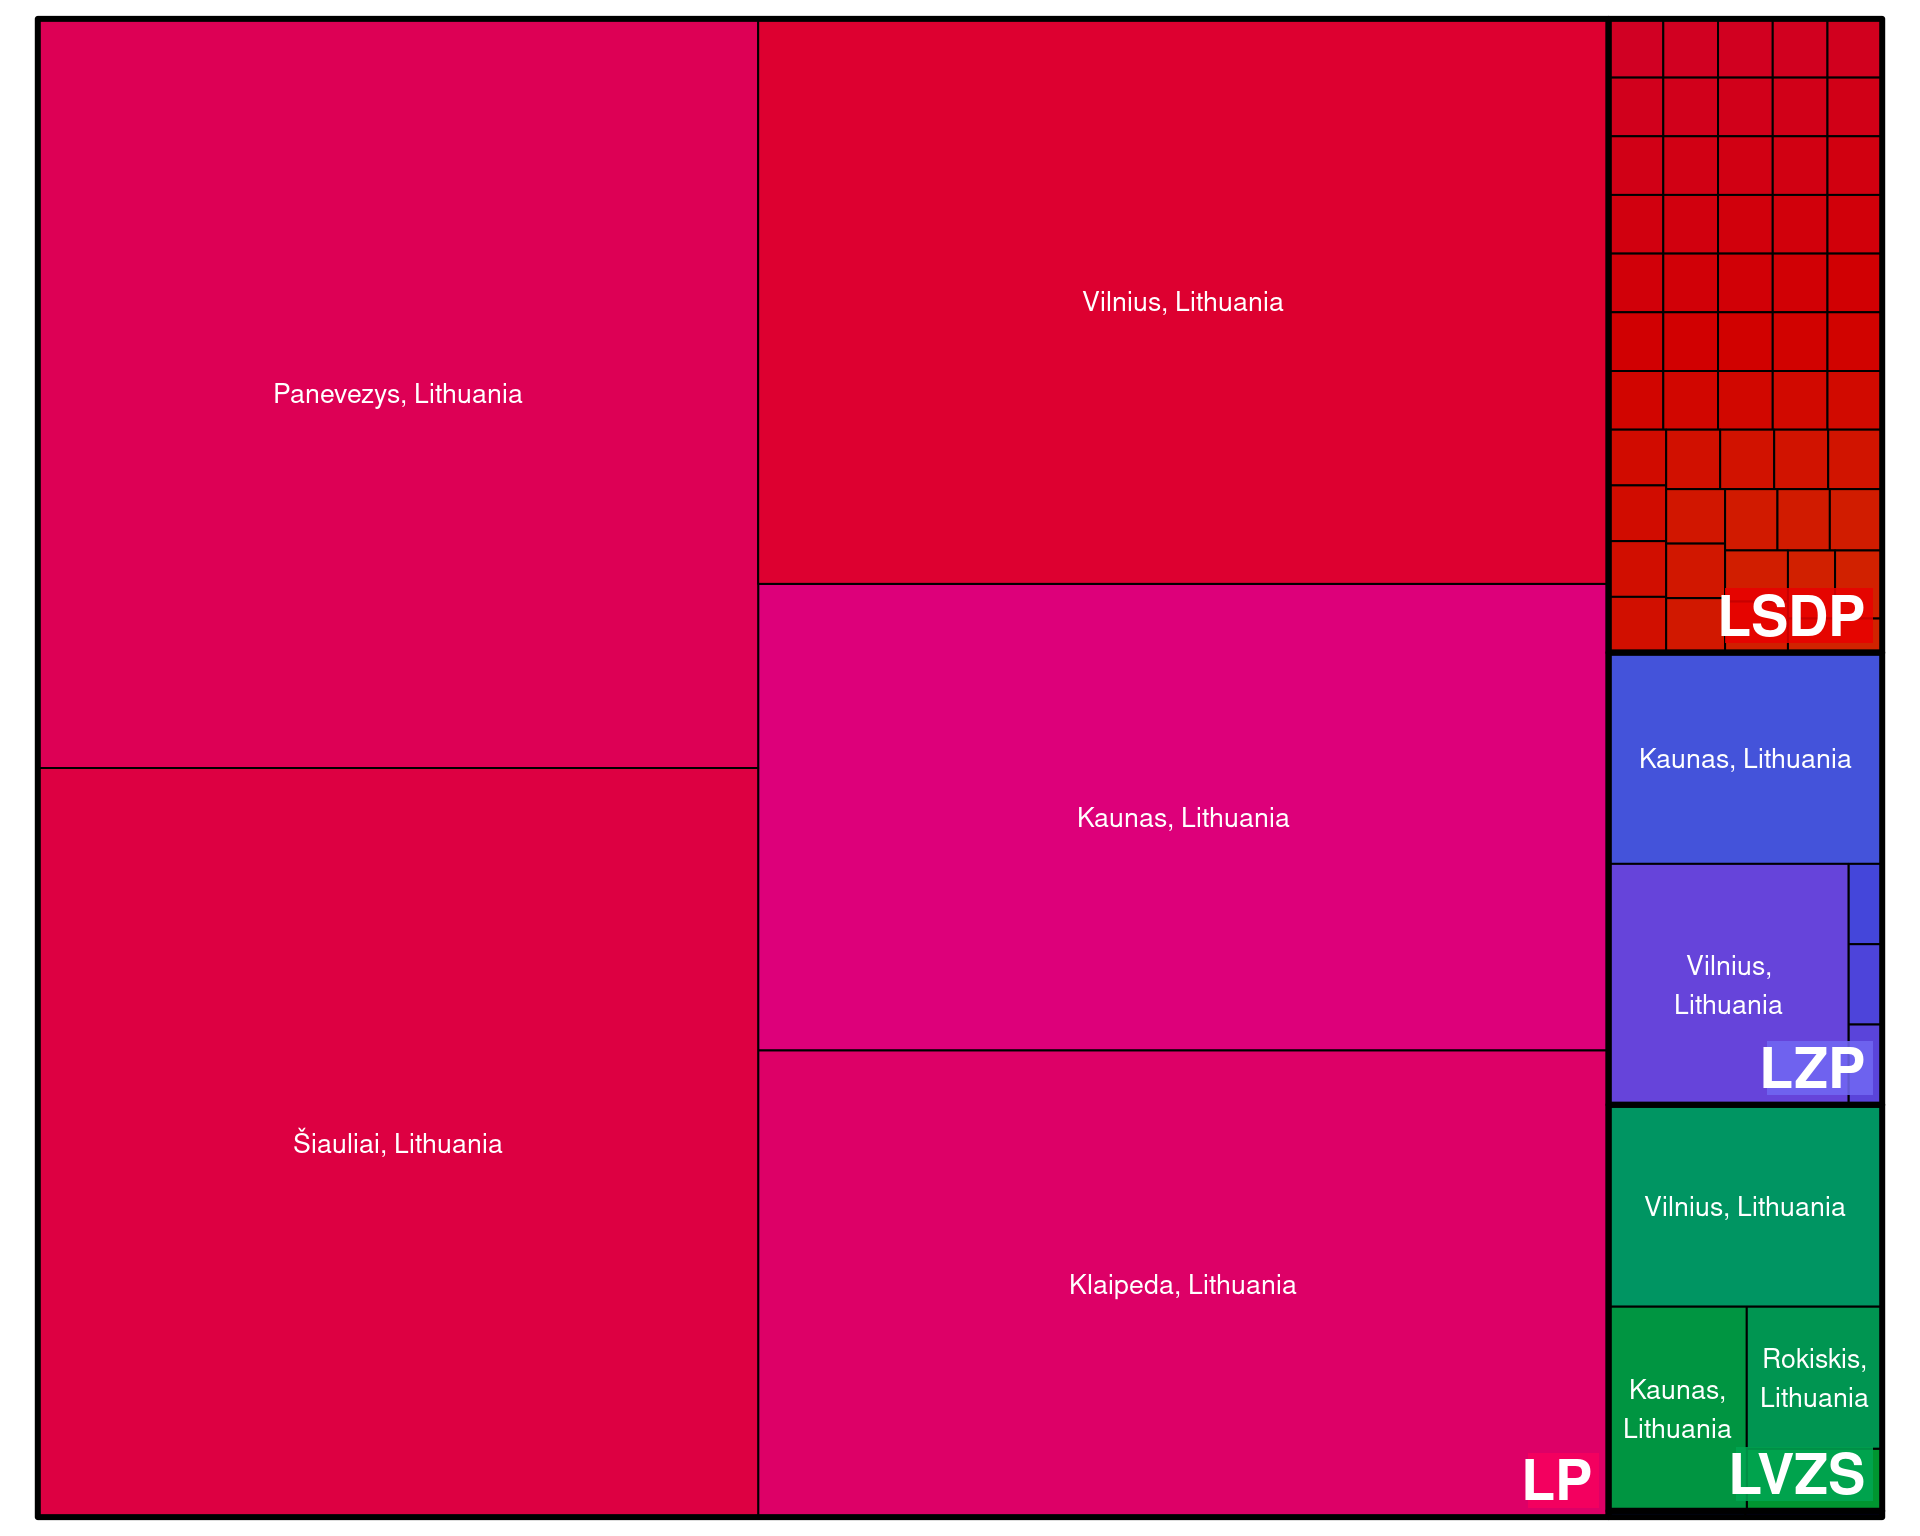 Panevezys, Lithuania
Šiauliai, Lithuania
Vilnius, Lithuania
Kaunas, Lithuania
Klaipeda, Lithuania
LP
LSDP
Kaunas, Lithuania
Vilnius,
Lithuania
LZP
Vilnius, Lithuania
Kaunas,
Lithuania
Rokiskis,
Lithuania
LVZS